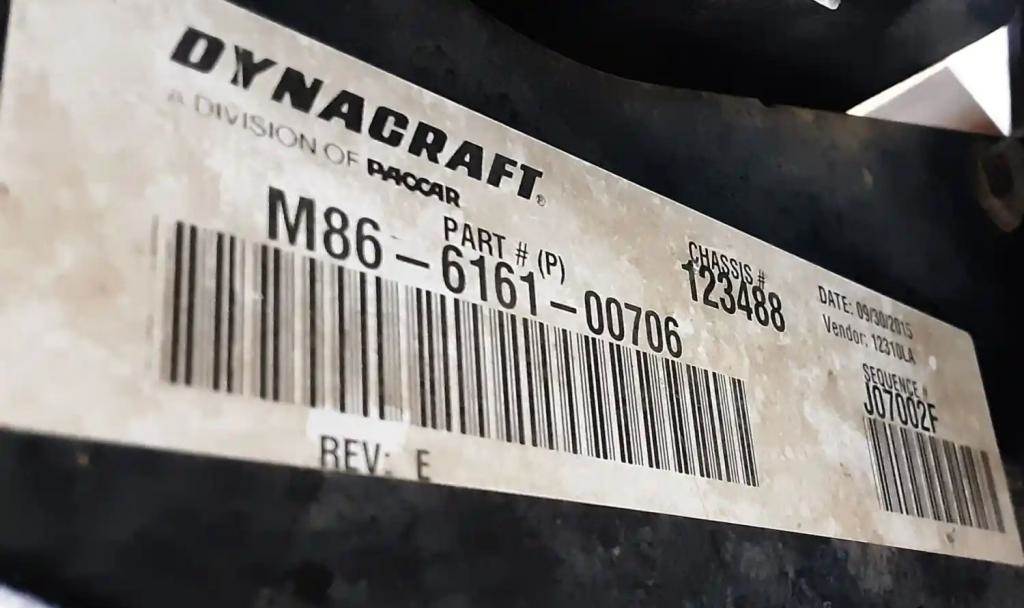 DYNACRAFT®
a DIVISION OF PACCAR
PART # (P)
M86-6161-00706
REV: E
CHASSIS #
123488
DATE: 09/30/2015
Vendor: 12310LA
SEQUENCE #
J07002F